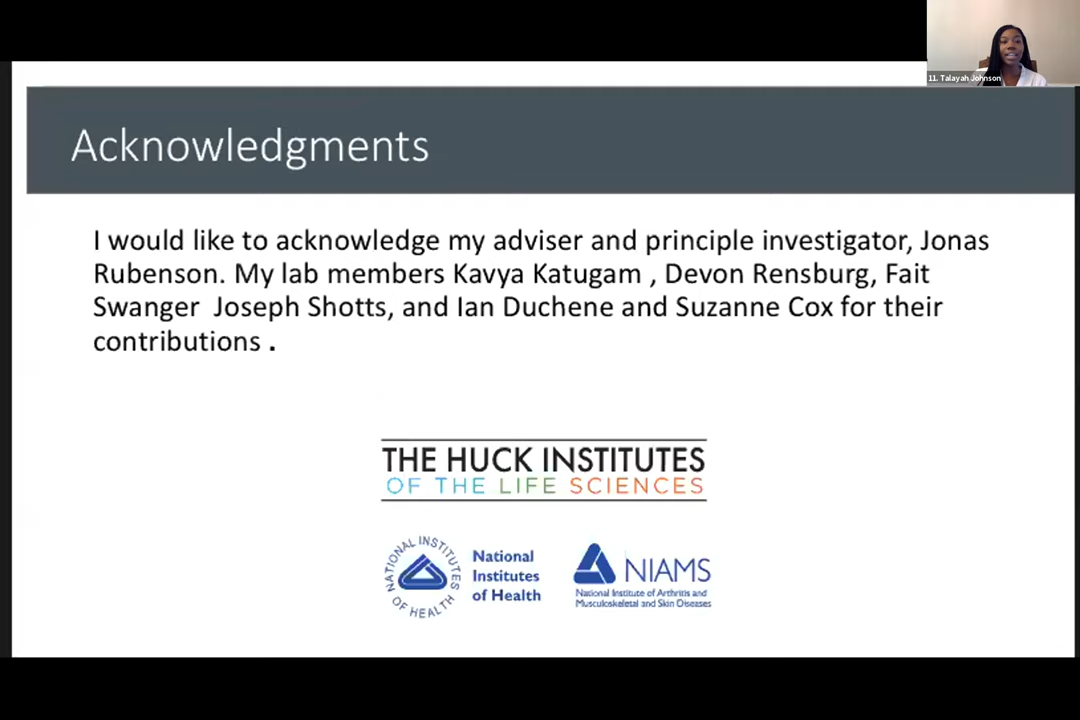 11. Talayah Johnson
Acknowledgments
I would like to acknowledge my adviser and principle investigator, Jonas
Rubenson. My lab members Kavya Katugam , Devon Rensburg, Fait
Swanger  Joseph Shotts, and Ian Duchene and Suzanne Cox for their
contributions .
THE HUCK INSTITUTES
OF THE LIFE SCIENCES
NATIONAL INSTITUTES
OF HEALTH
National
Institutes
of Health
NIAMS
National Institute of Arthritis and
Musculoskeletal and Skin Diseases